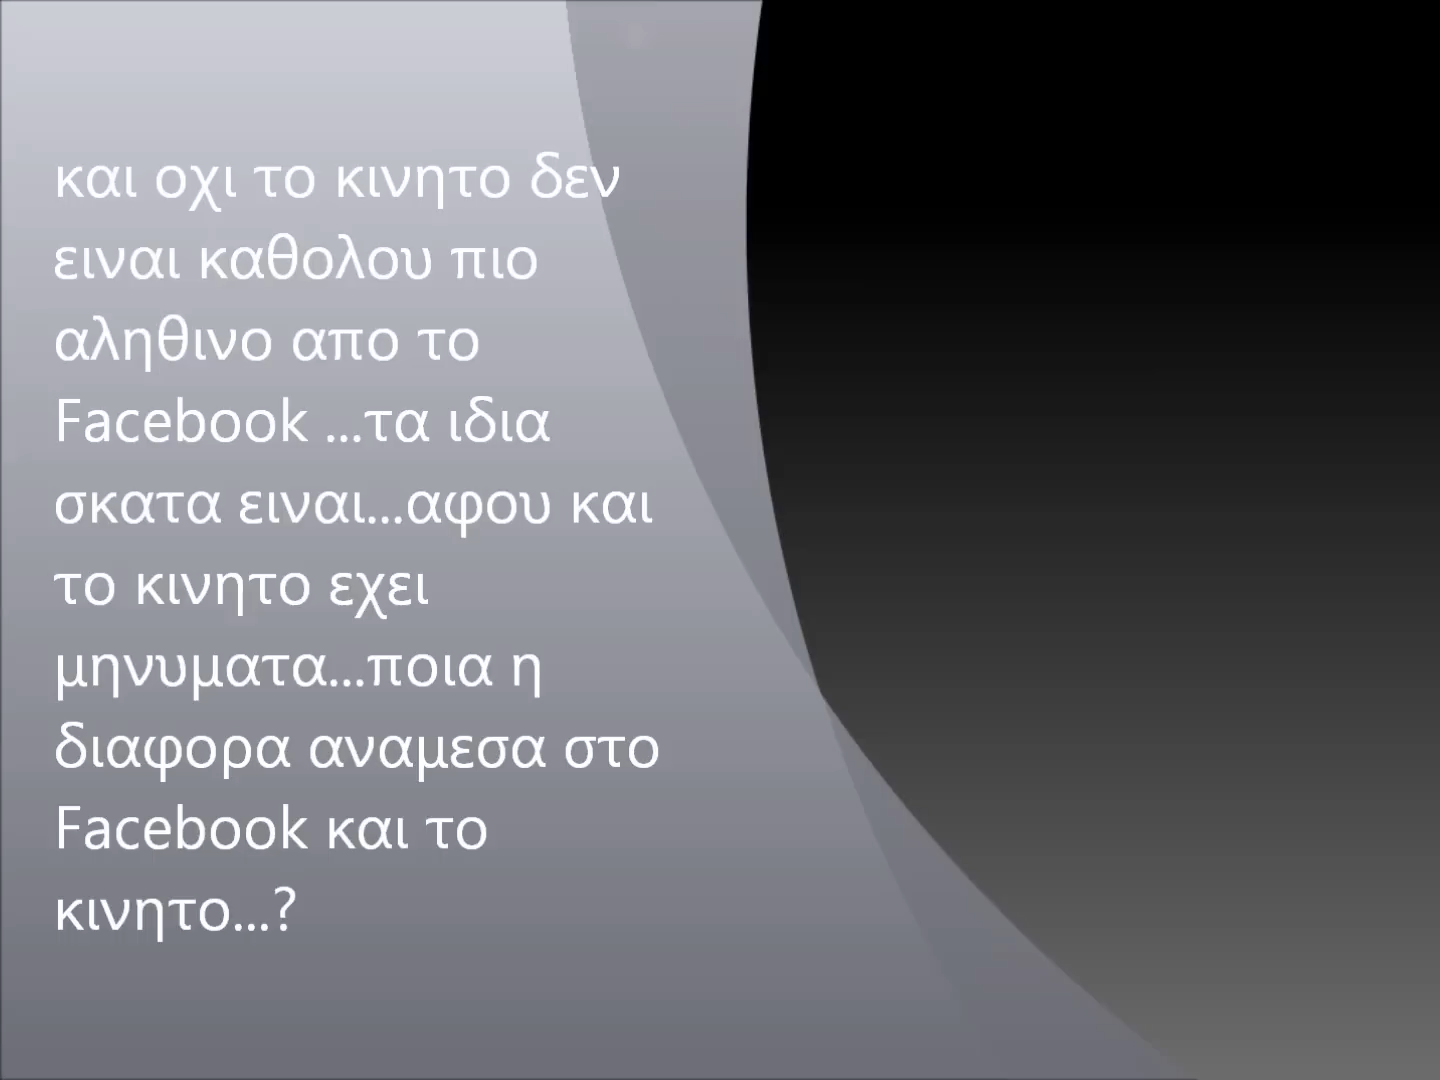 και οχι το κινητο δεν
ειναι καθολου πιο
αληθινο απο το
Facebook ...τα ιδια
σκατα ειναι...αφου και
το κινητο εχει
μηνυματα...ποια η
διαφορα αναμεσα στο
Facebook και το
κινητο...?